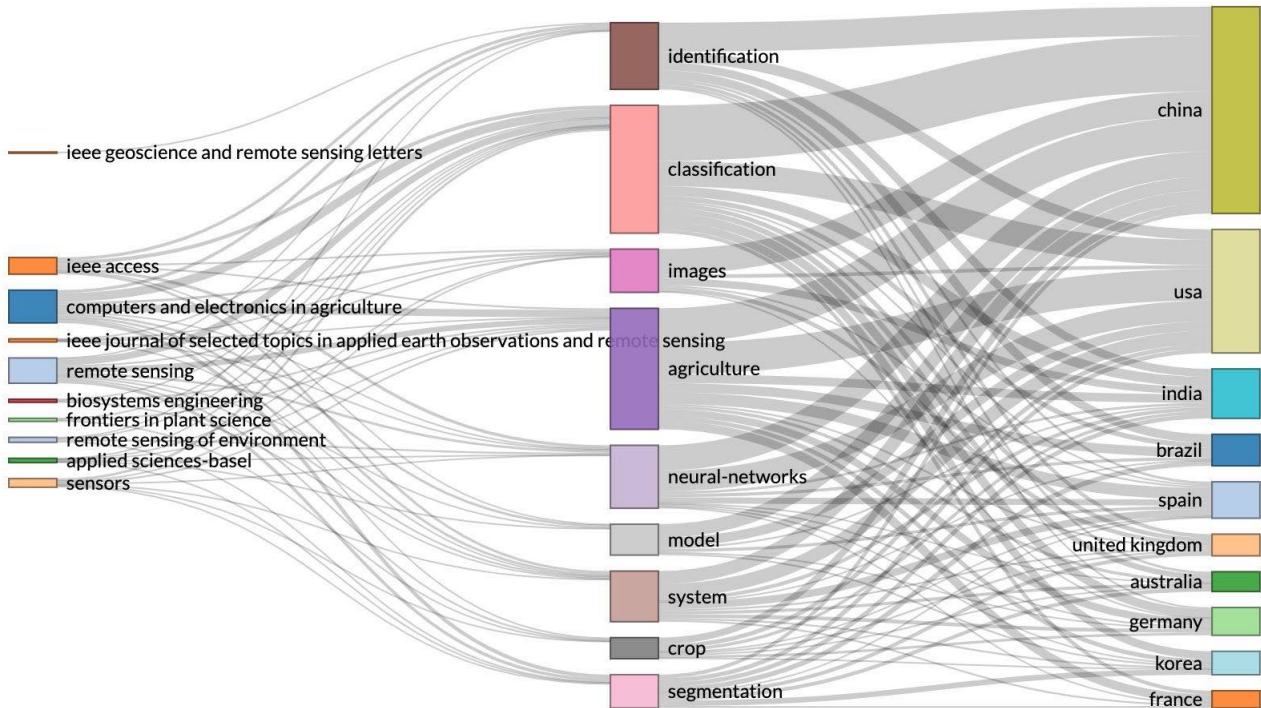 ieee geoscience and remote sensing letters
ieee access
computers and electronics in agriculture
ieee journal of selected topics in applied earth observations and remote sensing
remote sensing
biosystems engineering
frontiers in plant science
remote sensing of environment
applied sciences-basel
sensors
identification
classification
images
agriculture
neural-networks
model
system
crop
segmentation
china
usa
india
brazil
spain
united kingdom
australia
germany
korea
france